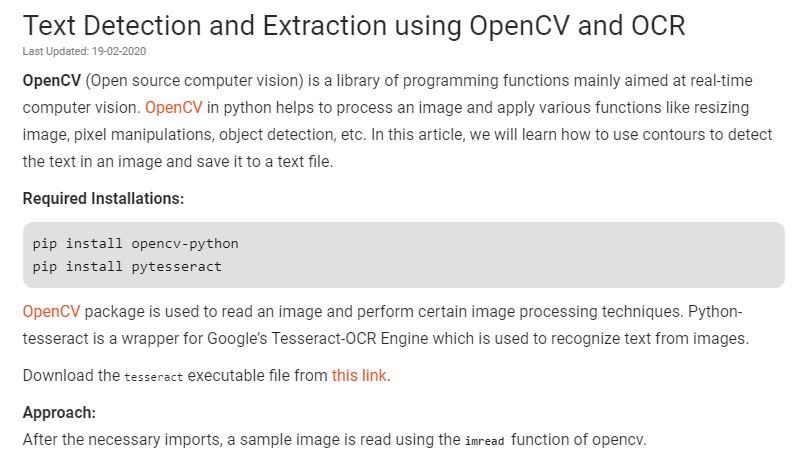 Text Detection and Extraction using OpenCV and OCR
Last Updated: 19-02-2020
OpenCV (Open source computer vision) is a library of programming functions mainly aimed at real-time
computer vision. OpenCV in python helps to process an image and apply various functions like resizing
image, pixel manipulations, object detection, etc. In this article, we will learn how to use contours to detect
the text in an image and save it to a text file.
Required Installations:
pip install opencv-python
pip install pytesseract
OpenCV package is used to read an image and perform certain image processing techniques. Python-
tesseract is a wrapper for Google’s Tesseract-OCR Engine which is used to recognize text from images.
Download the tesseract executable file from this link.
Approach:
After the necessary imports, a sample image is read using the imread function of opencv.